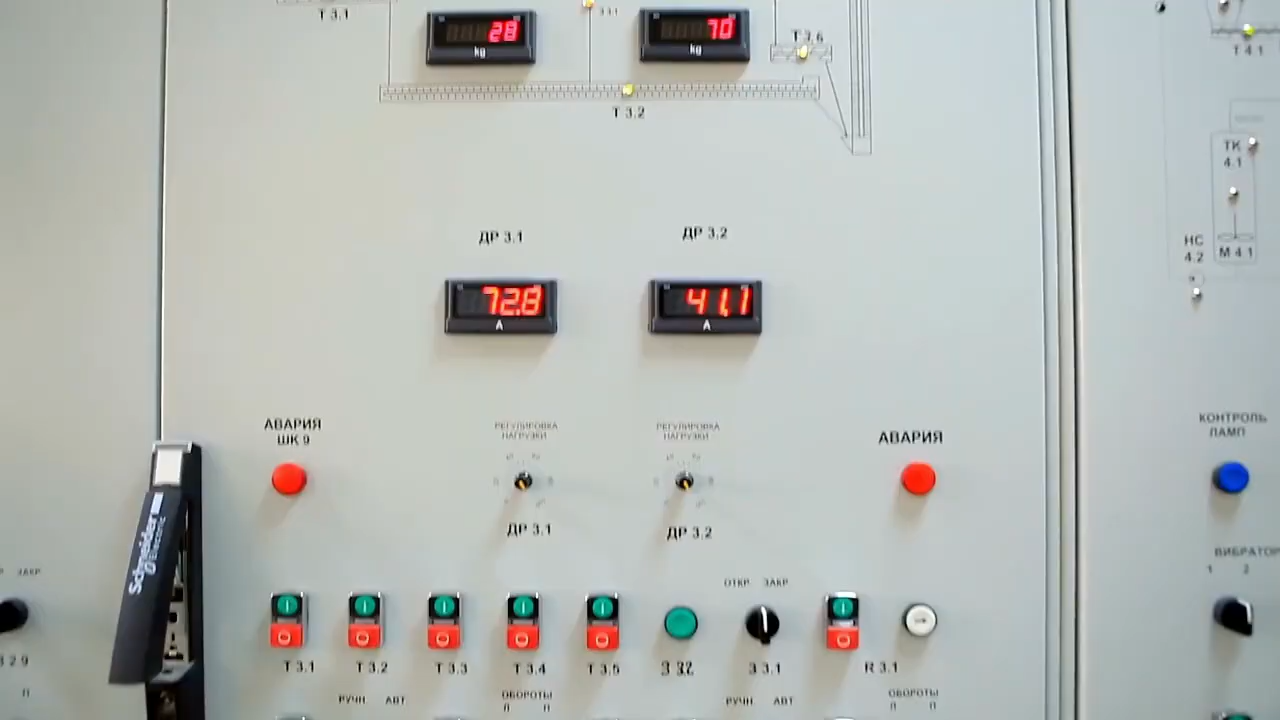 Т 3.1
28
kg
70
kg
Т 3.6
Т 4.1
Т 3.2
ТК
4.1
НС
4.2
М 4.1
ДР 3.1
ДР 3.2
72.8
A
41.1
A
АВАРИЯ
ШК 9
РЕГУЛИРОВКА
НАГРУЗКИ
РЕГУЛИРОВКА
НАГРУЗКИ
АВАРИЯ
КОНТРОЛЬ
ЛАМП
ДР 3.1
ДР 3.2
Schneider
Electric
ВИБРАТОР
1 2
ЗАКР
ОТКР ЗАКР
Т 3.1
Т 3.2
Т 3.3
Т 3.4
Т 3.5
З 3.1
R 3.1
РУЧН АВТ
ОБОРОТЫ
РУЧН АВТ
ОБОРОТЫ